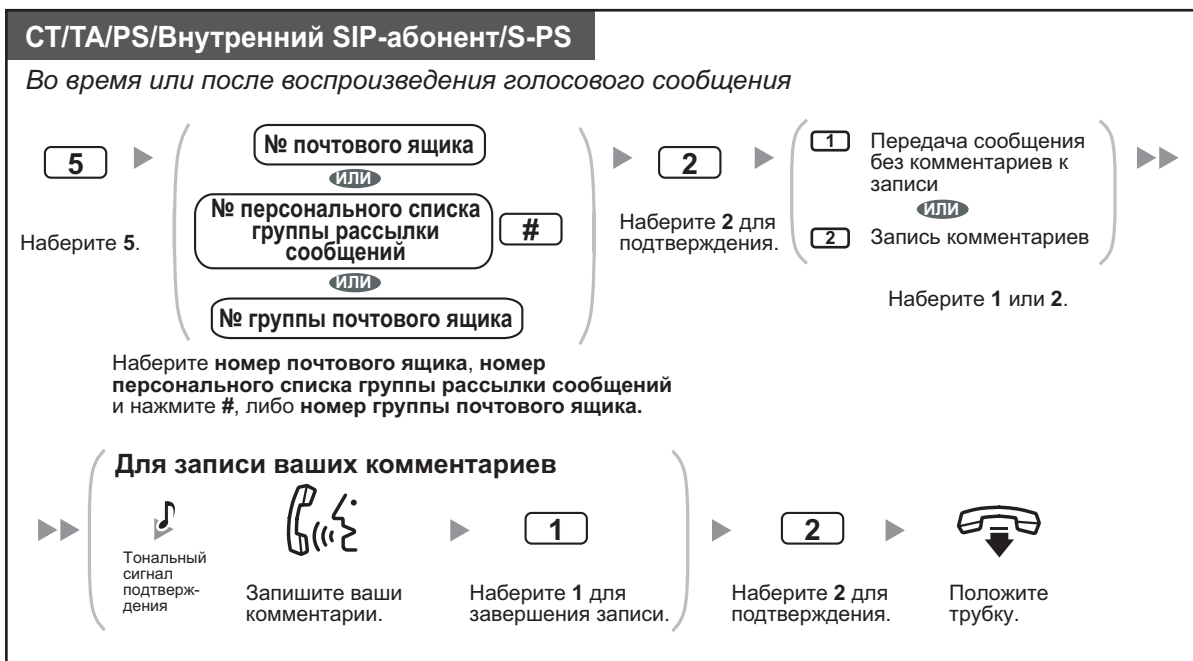 СТ/ТА/PS/Внутренний SIP-абонент/S-PS
Во время или после воспроизведения голосового сообщения
5
Наберите 5.
№ почтового ящика
ИЛИ
№ персонального списка
группы рассылки
сообщений
#
ИЛИ
№ группы почтового ящика
Наберите номер почтового ящика, номер
персонального списка группы рассылки сообщений
и нажмите #, либо номер группы почтового ящика.
2
Наберите 2 для
подтверждения.
1 Передача сообщения
без комментариев к
записи
ИЛИ
2 Запись комментариев
Наберите 1 или 2.
Для записи ваших комментариев
Тональный
сигнал
подтверж-
дения
Запишите ваши
комментарии.
1
Наберите 1 для
завершения записи.
2
Наберите 2 для
подтверждения.
Положите
трубку.